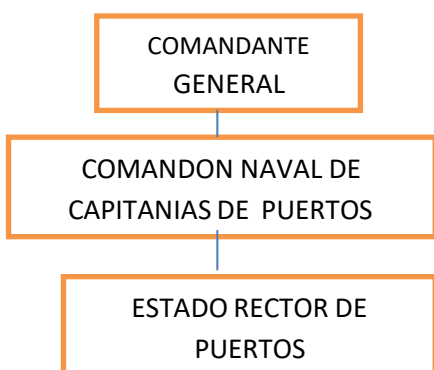 COMANDANTE
GENERAL
COMANDON NAVAL DE
CAPITANIAS DE PUERTOS
ESTADO RECTOR DE
PUERTOS